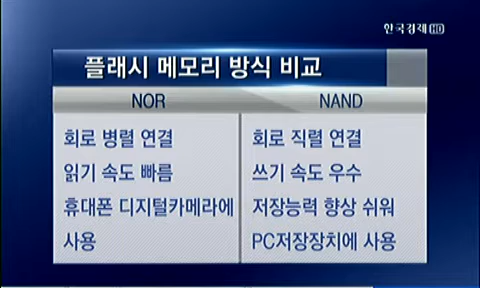 한국경제 HD
플래시 메모리 방식 비교
NOR NAND
회로 병렬 연결 회로 직렬 연결
읽기 속도 빠름 쓰기 속도 우수
휴대폰 디지털카메라에 저장능력 향상 쉬워
사용 PC저장장치에 사용